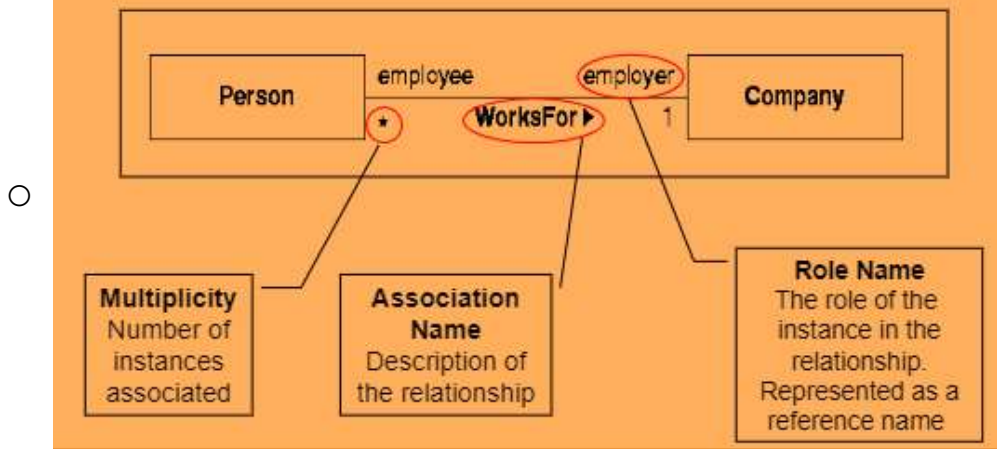 employee
employer
Person
Company
*
WorksFor ▶
1
Multiplicity
Number of
instances
associated
Association
Name
Description of
the relationship
Role Name
The role of the
instance in the
relationship.
Represented as a
reference name